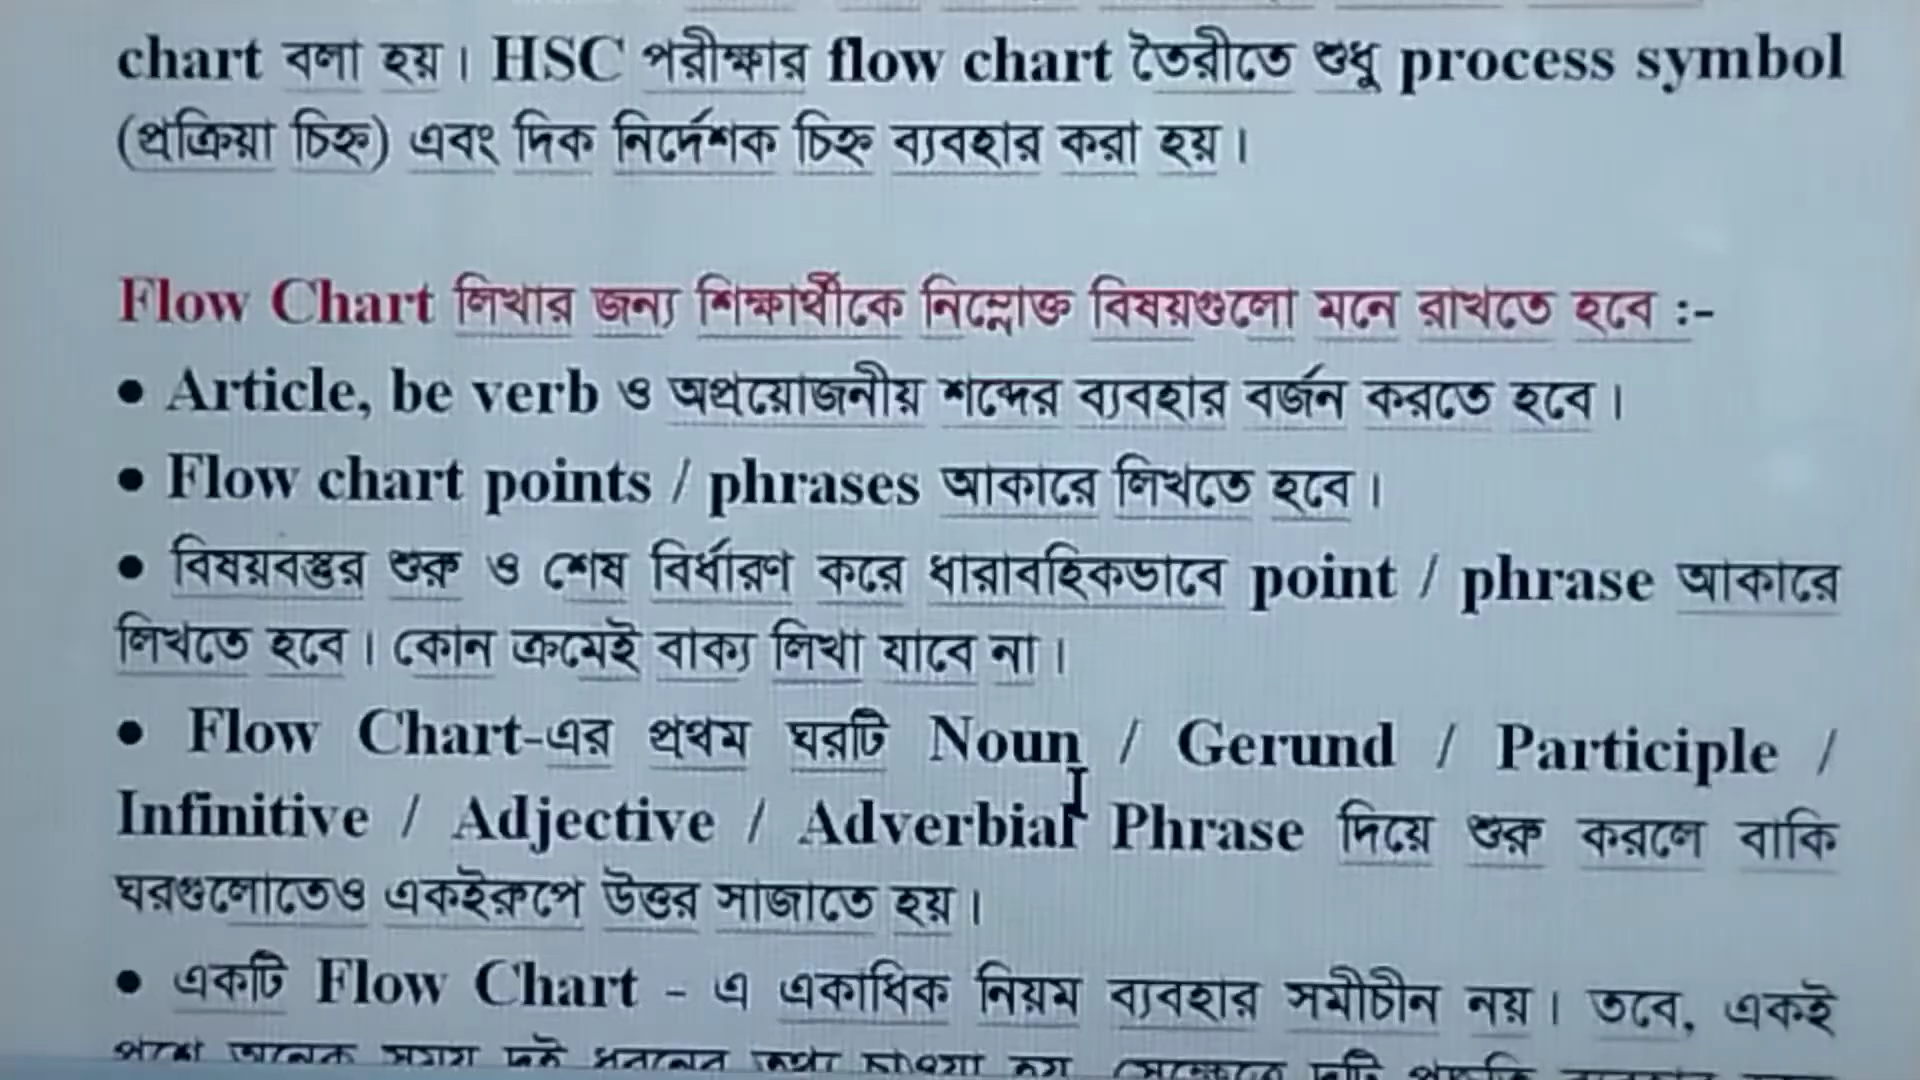 chart বলা হয়। HSC পরীক্ষার flow chart তৈরীতে শুধু process symbol
(প্রক্রিয়া চিহ্ন) এবং দিক নির্দেশক চিহ্ন ব্যবহার করা হয়।
Flow Chart লিখার জন্য শিক্ষার্থীকে নিম্নোক্ত বিষয়গুলো মনে রাখতে হবে :-
• Article, be verb ও অপ্রয়োজনীয় শব্দের ব্যবহার বর্জন করতে হবে।
• Flow chart points / phrases আকারে লিখতে হবে।
• বিষয়বস্তুর শুরু ও শেষ বির্ধারণ করে ধারাবহিকভাবে point / phrase আকারে
লিখতে হবে। কোন ক্রমেই বাক্য লিখা যাবে না।
• Flow Chart-এর প্রথম ঘরটি Noun / Gerund / Participle /
Infinitive / Adjective / Adverbial Phrase দিয়ে শুরু করলে বাকি
ঘরগুলোতেও একইরুপে উত্তর সাজাতে হয়।
• একটি Flow Chart - এ একাধিক নিয়ম ব্যবহার সমীচীন নয়। তবে, একই